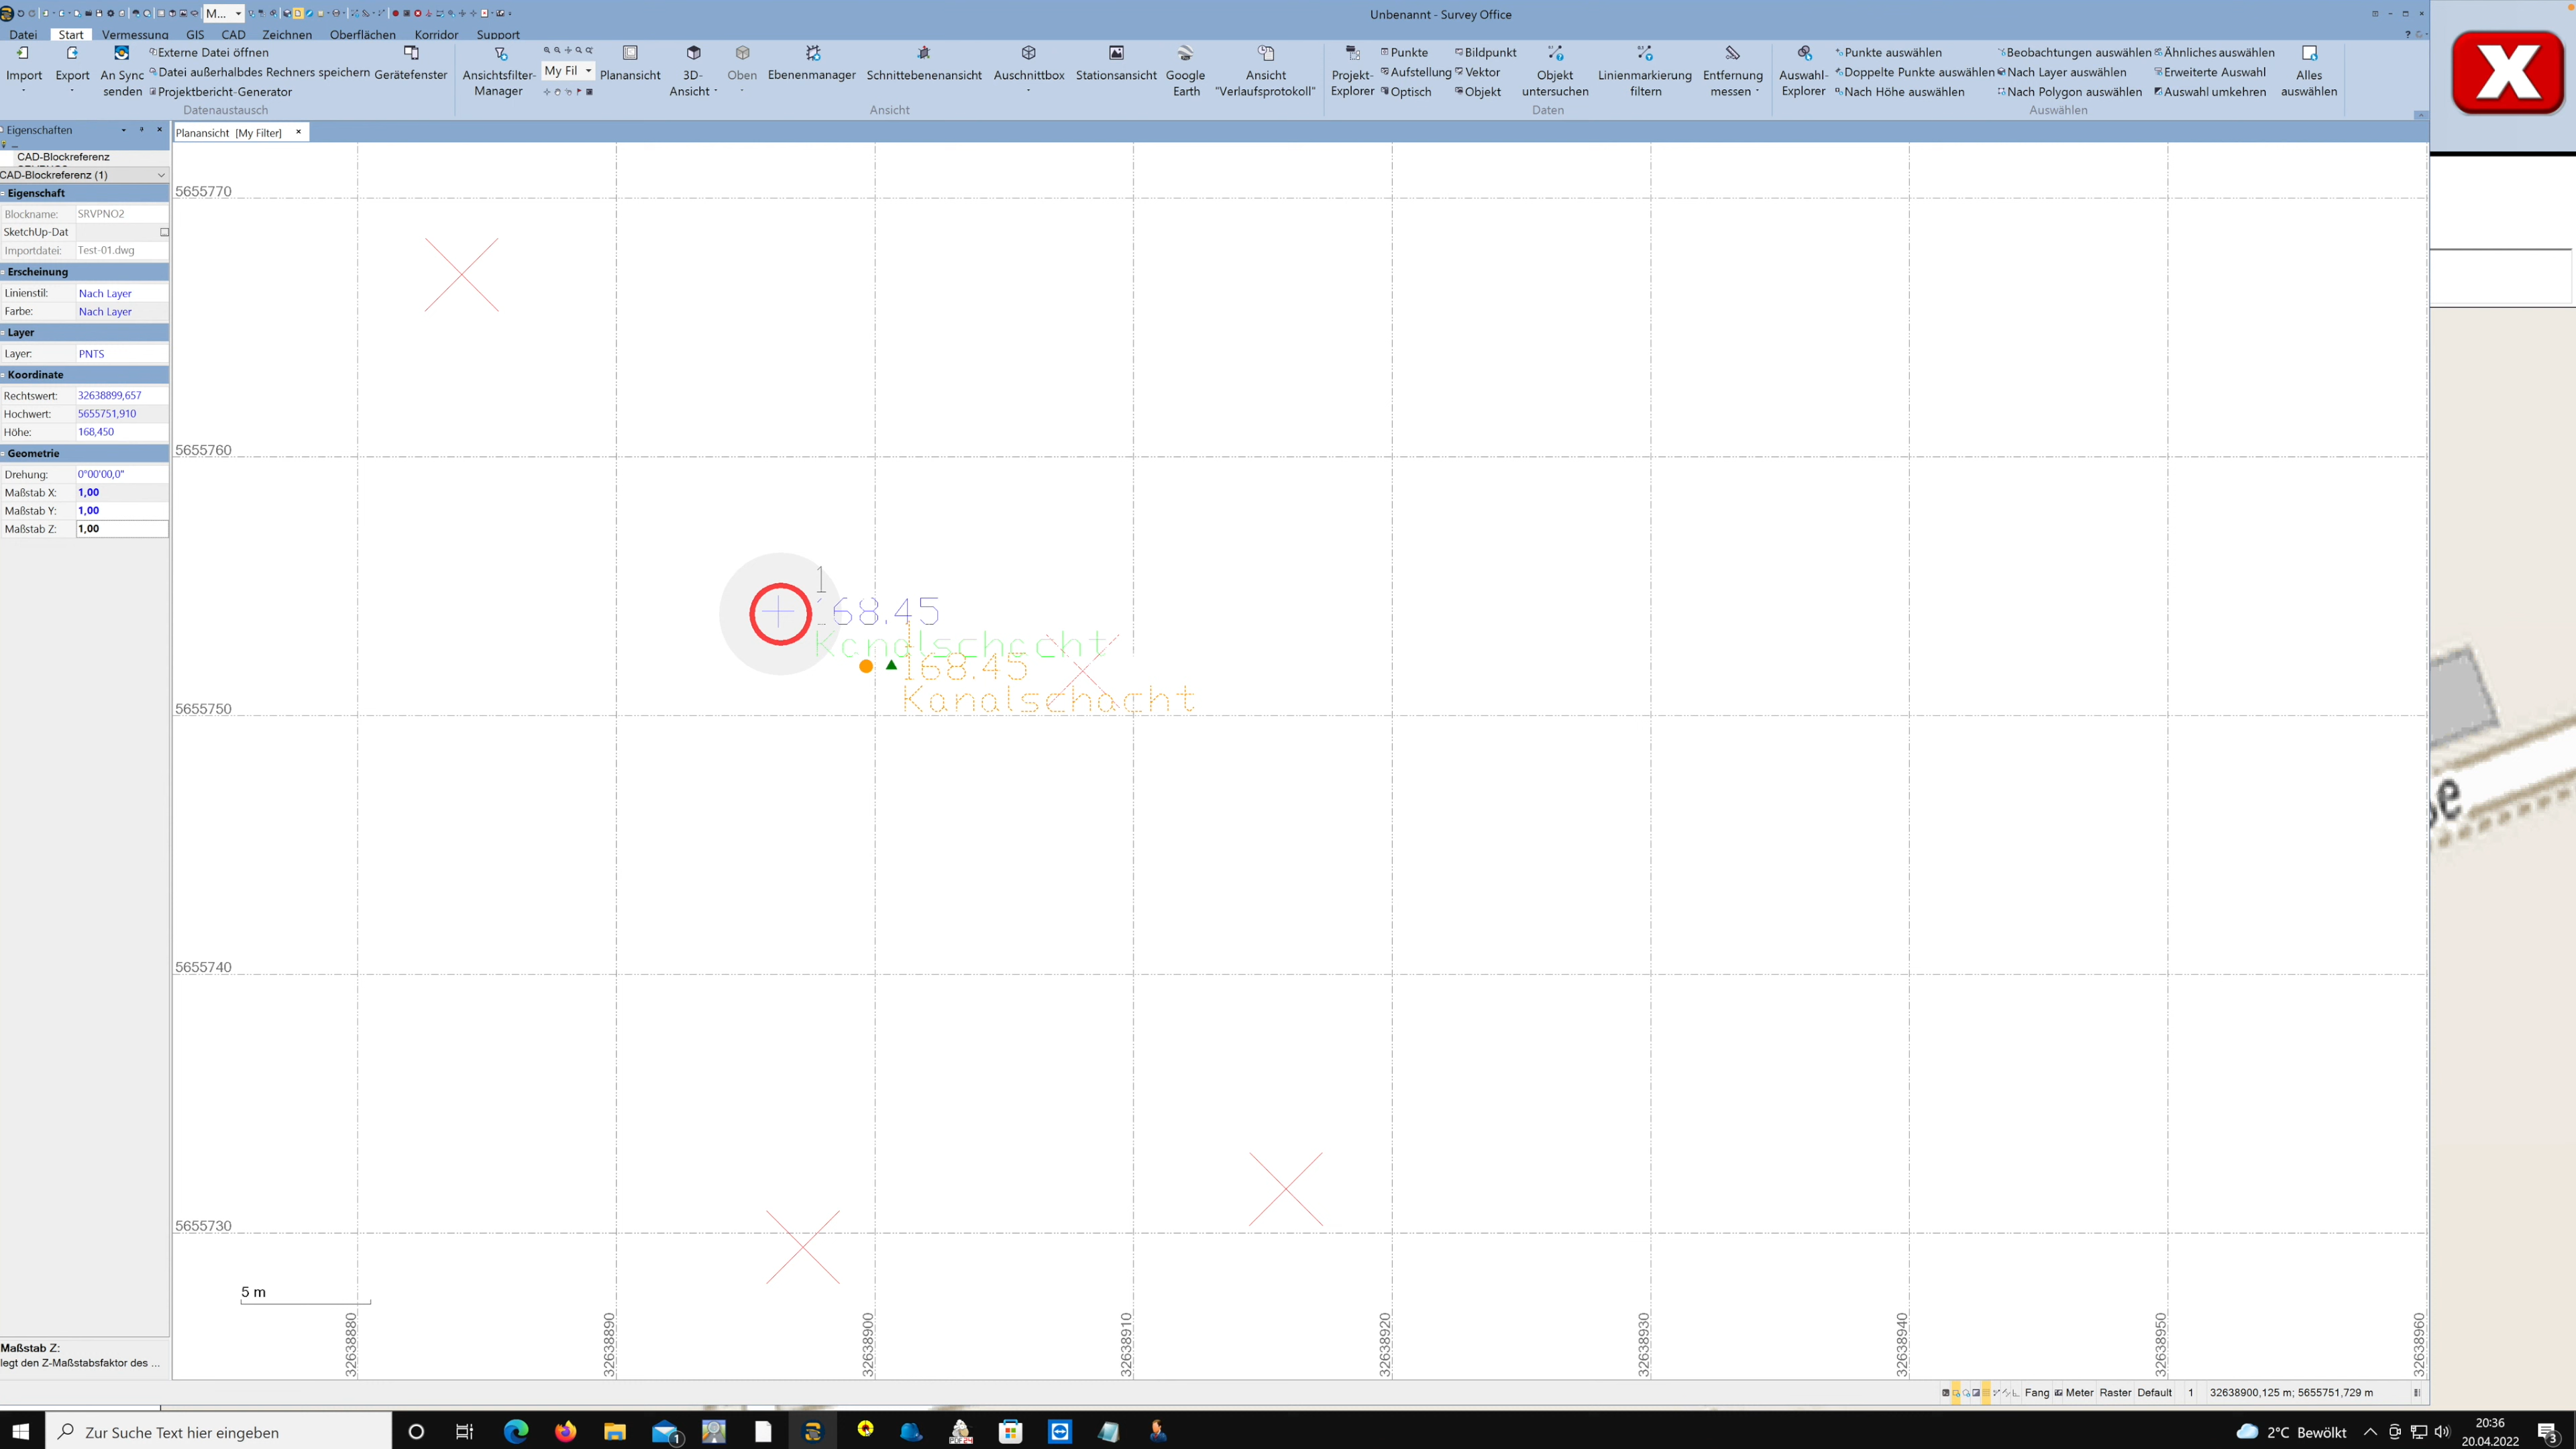 M...
Unbenannt - Survey Office
Datei Start Vermessung GIS CAD Zeichnen Oberflächen Korridor Support
Import
Export
An Sync senden
Externe Datei öffnen
Datei außerhalbdes Rechners speichern
Projektbericht-Generator
Gerätefenster
Datenaustausch
Ansichtsfilter-Manager
My Fil
Planansicht
3D-Ansicht
Oben
Ebenenmanager
Schnittebenenansicht
Auschnittbox
Stationsansicht
Google Earth
Ansicht "Verlaufsprotokoll"
Ansicht
Projekt-Explorer
Punkte
Aufstellung
Optisch
Bildpunkt
Vektor
Objekt
Objekt untersuchen
Linienmarkierung filtern
Entfernung messen
Daten
Auswahl-Explorer
Punkte auswählen
Doppelte Punkte auswählen
Nach Höhe auswählen
Beobachtungen auswählen
Nach Layer auswählen
Nach Polygon auswählen
Ähnliches auswählen
Erweiterte Auswahl
Auswahl umkehren
Alles auswählen
Auswählen
X
Eigenschaften
CAD-Blockreferenz
CAD-Blockreferenz (1)
Eigenschaft
Blockname: SRVPNO2
SketchUp-Dat
Importdatei: Test-01.dwg
Erscheinung
Linienstil: Nach Layer
Farbe: Nach Layer
Layer
Layer: PNTS
Koordinate
Rechtswert: 32638899,657
Hochwert: 5655751,910
Höhe: 168,450
Geometrie
Drehung: 0°00'00,0"
Maßstab X: 1,00
Maßstab Y: 1,00
Maßstab Z: 1,00
Maßstab Z:
legt den Z-Maßstabsfaktor des ...
Planansicht [My Filter]
5655770
5655760
5655750
5655740
5655730
1
168.45
Kanalschacht
1
168.45
Kanalschacht
5 m
32638880
32638890
32638900
32638910
32638920
32638930
32638940
32638950
32638960
Fang Meter Raster Default 1 32638900,125 m; 5655751,729 m
Zur Suche Text hier eingeben
1
PDF24
2°C Bewölkt
20:36
20.04.2022
3